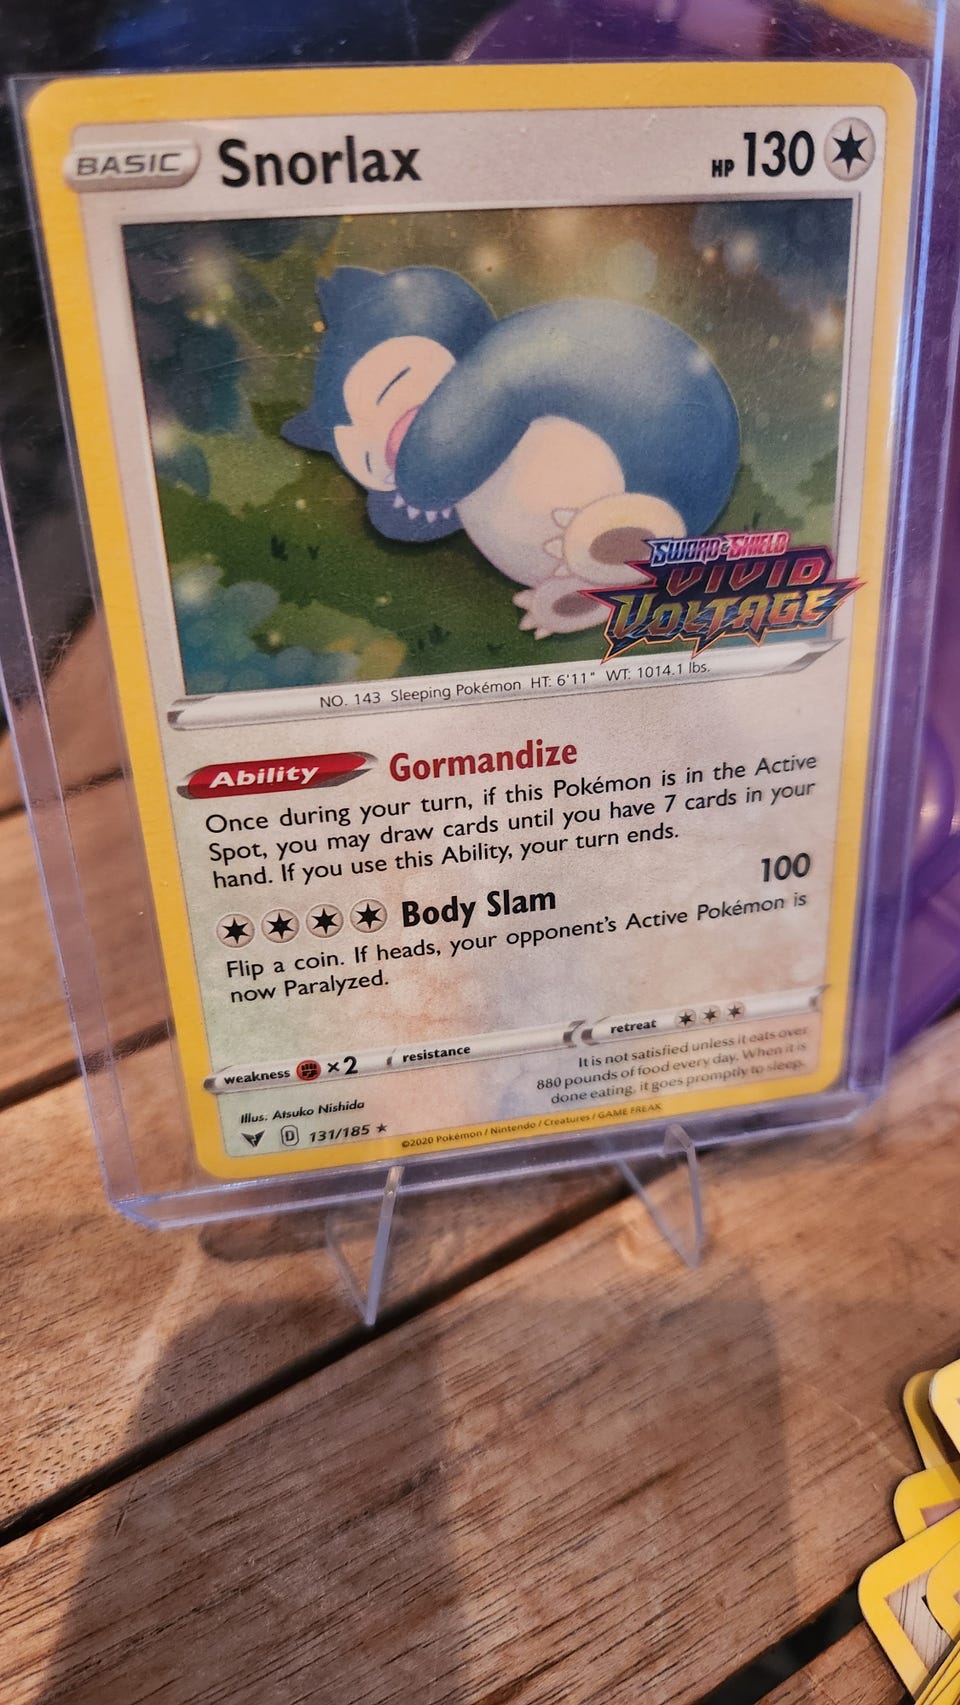 BASIC Snorlax HP 130
SWORD & SHIELD
VIVID
VOLTAGE
NO. 143 Sleeping Pokémon HT: 6'11" WT: 1014.1 lbs.
Ability Gormandize
Once during your turn, if this Pokémon is in the Active
Spot, you may draw cards until you have 7 cards in your
hand. If you use this Ability, your turn ends.
Body Slam 100
Flip a coin. If heads, your opponent's Active Pokémon is
now Paralyzed.
weakness ×2 resistance retreat
It is not satisfied unless it eats over
880 pounds of food every day. When it is
done eating, it goes promptly to sleep.
Illus. Atsuko Nishida
D 131/185 ★
©2020 Pokémon / Nintendo / Creatures / GAME FREAK